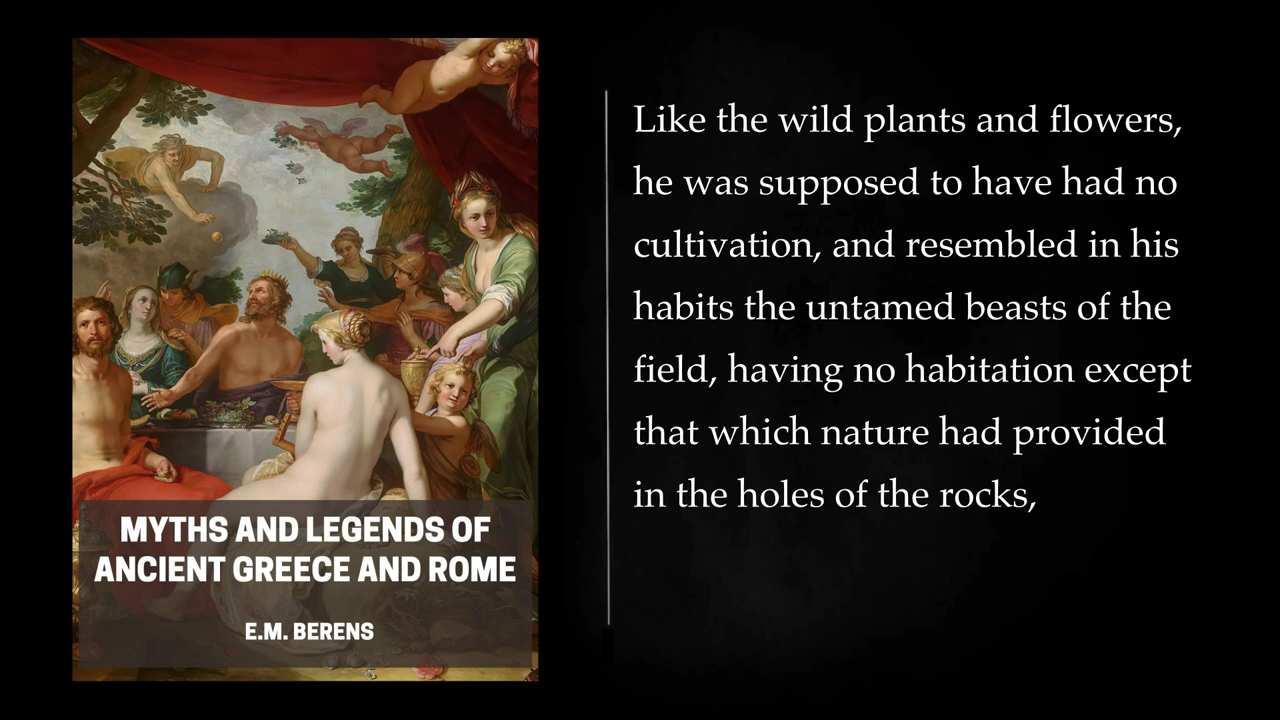 MYTHS AND LEGENDS OF
ANCIENT GREECE AND ROME
E.M. BERENS
Like the wild plants and flowers,
he was supposed to have had no
cultivation, and resembled in his
habits the untamed beasts of the
field, having no habitation except
that which nature had provided
in the holes of the rocks,